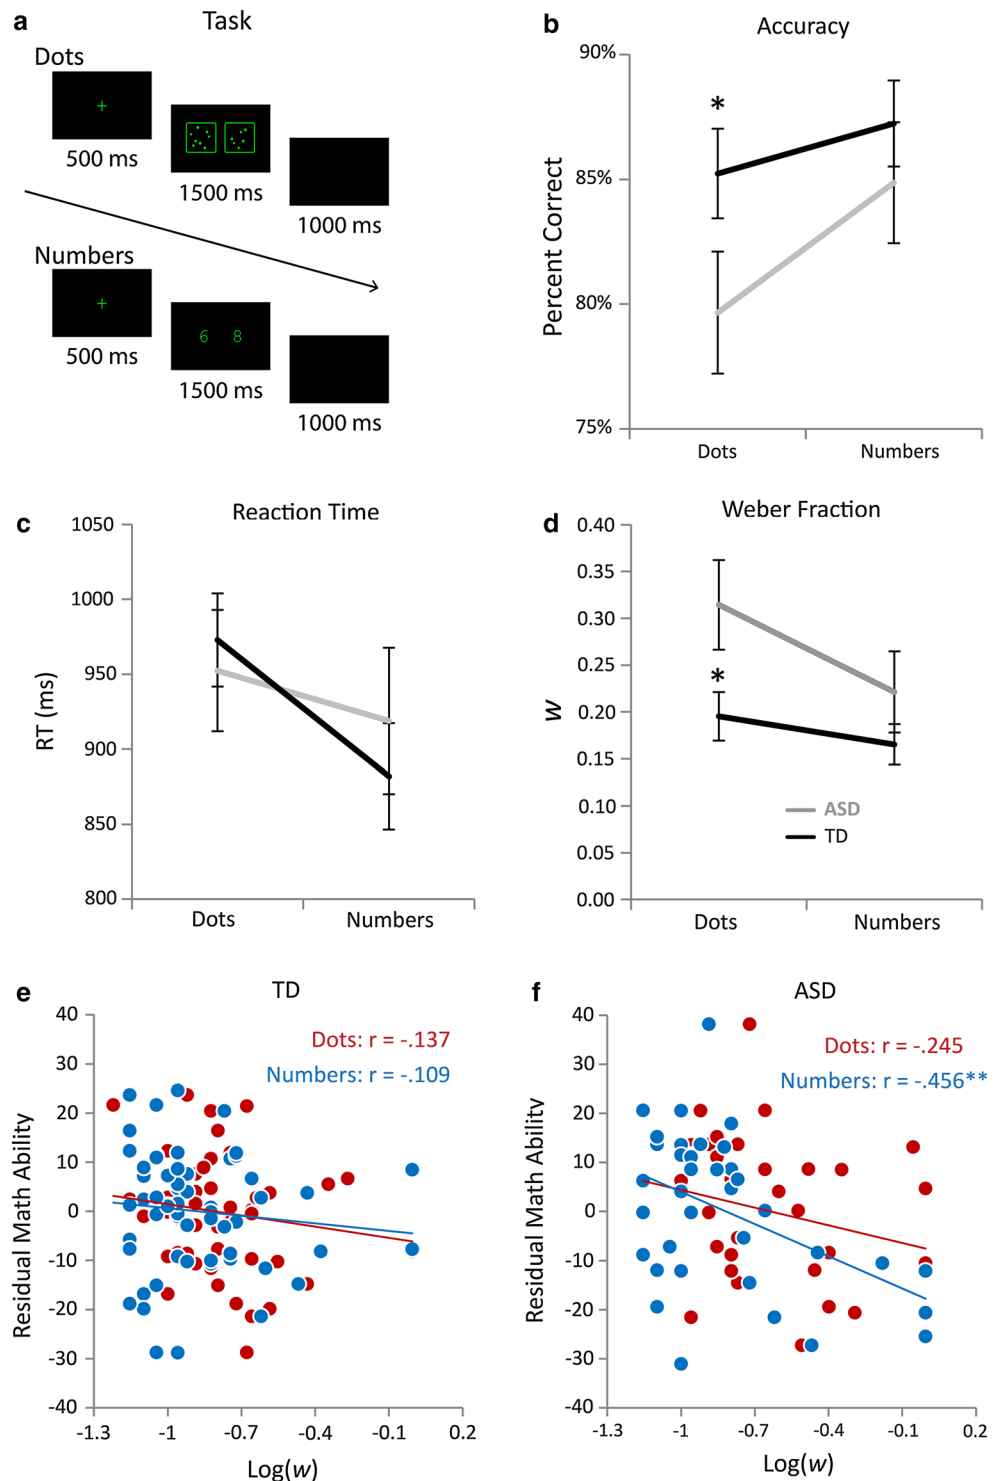 a Task
Dots
500 ms
1500 ms
1000 ms
Numbers
500 ms
6 8
1500 ms
1000 ms
b Accuracy
90%
85%
80%
75%
Percent Correct
*
Dots Numbers
c Reaction Time
1050
1000
950
900
850
800
RT (ms)
Dots Numbers
d Weber Fraction
0.40
0.35
0.30
0.25
0.20
0.15
0.10
0.05
0.00
w
*
ASD
TD
Dots Numbers
e TD
Dots: r = -.137
Numbers: r = -.109
40
30
20
10
0
-10
-20
-30
-40
Residual Math Ability
-1.3 -1 -0.7 -0.4 -0.1 0.2
Log(w)
f ASD
Dots: r = -.245
Numbers: r = -.456**
40
30
20
10
0
-10
-20
-30
-40
Residual Math Ability
-1.3 -1 -0.7 -0.4 -0.1 0.2
Log(w)